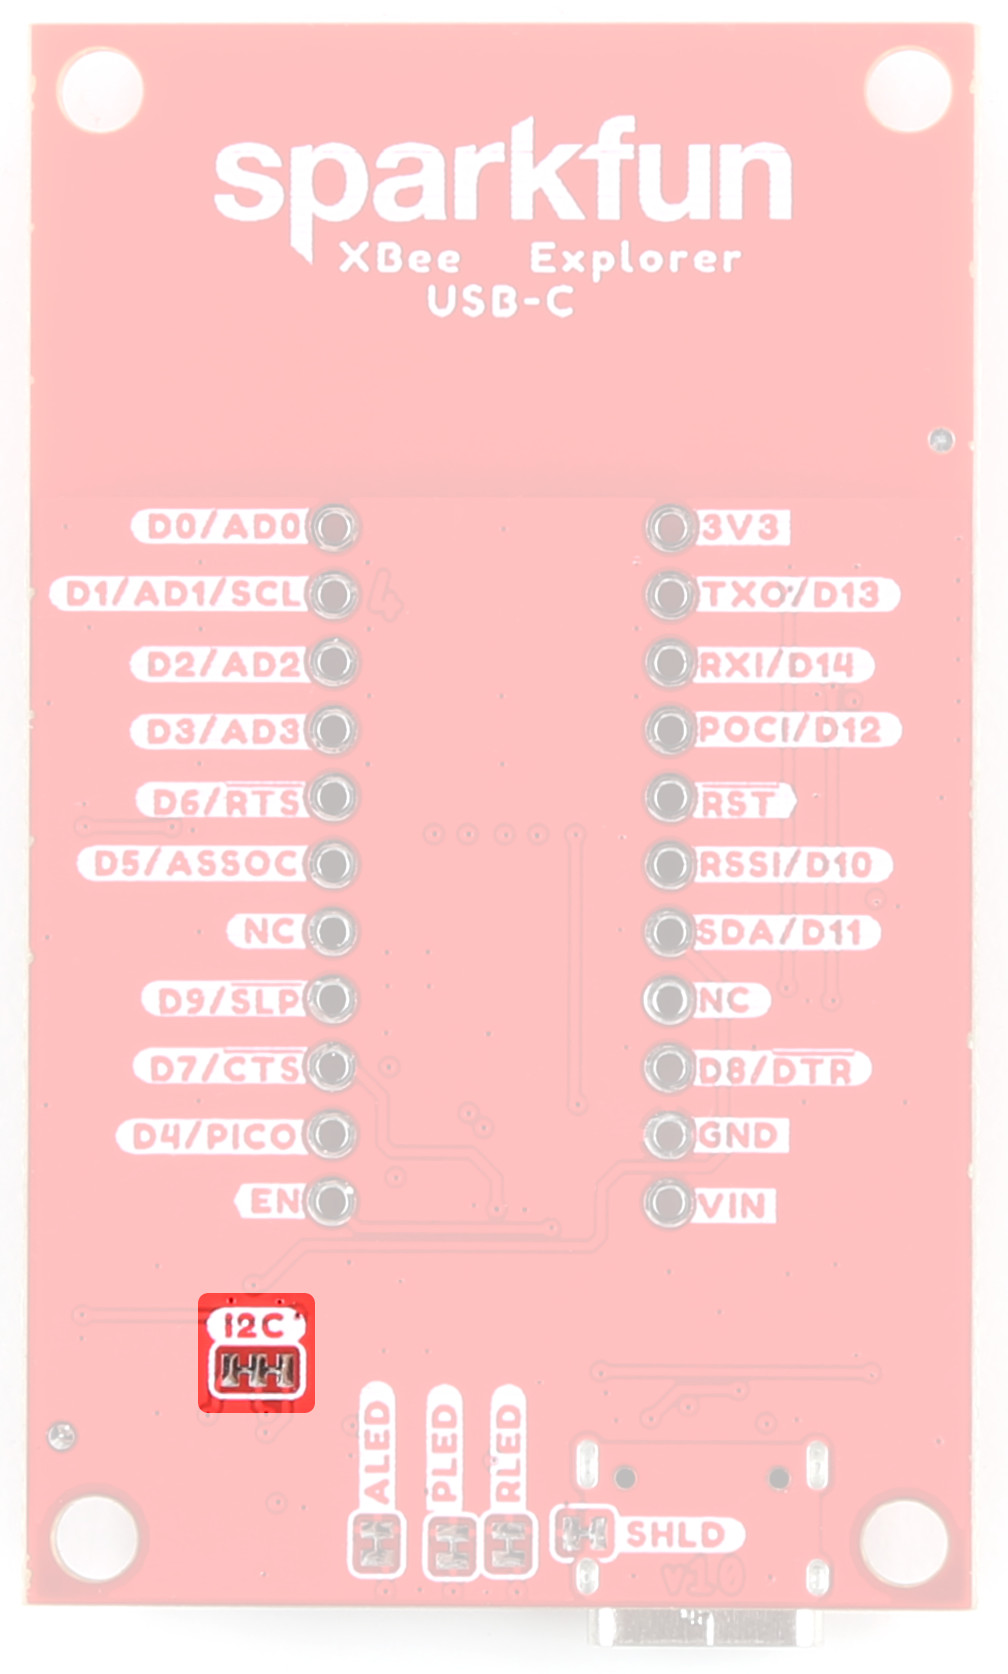 sparkfun
XBee Explorer
USB-C
D0/AD0
3V3
D1/AD1/SCL
4
TXO/D13
D2/AD2
RXI/D14
D3/AD3
POCI/D12
D6/RTS
RST
D5/ASSOC
RSSI/D10
NC
SDA/D11
D9/SLP
NC
D7/CTS
D8/DTR
D4/PICO
GND
EN
VIN
I2C
ALED
PLED
RLED
SHLD
v10